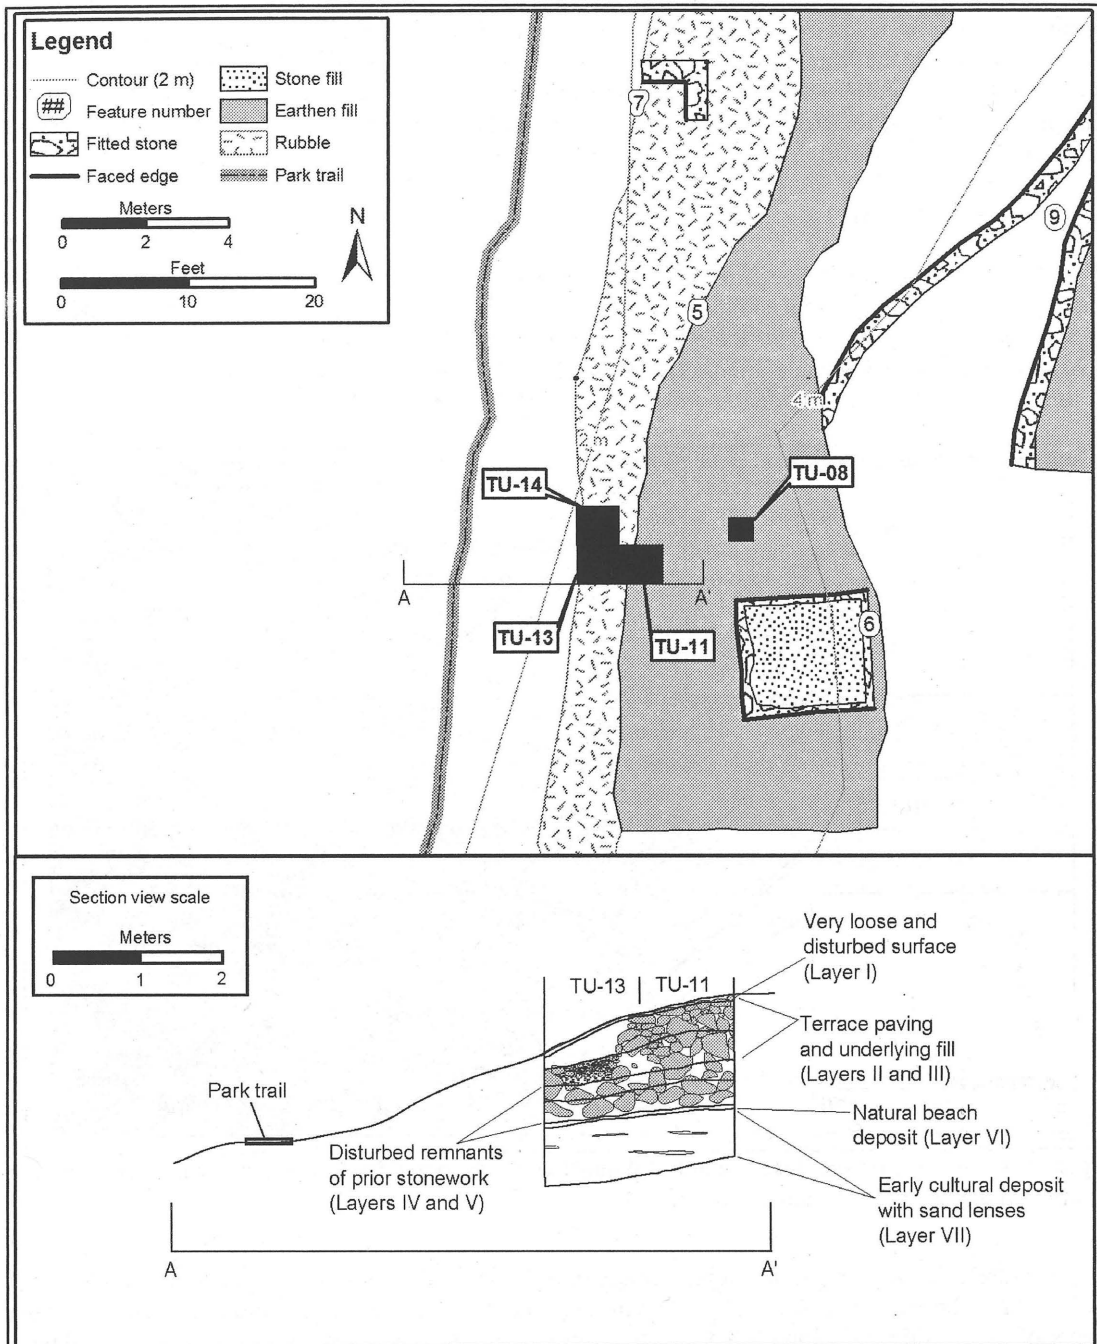 Legend
Contour (2 m)
## Feature number
Fitted stone
Faced edge
Stone fill
Earthen fill
Rubble
Park trail
Meters
0 2 4
Feet
0 10 20
N
7
5
9
4 m
2 m
TU-14
TU-08
A A'
6
TU-13
TU-11
Section view scale
Meters
0 1 2
TU-13 TU-11
Very loose and
disturbed surface
(Layer I)
Terrace paving
and underlying fill
(Layers II and III)
Park trail
Natural beach
deposit (Layer VI)
Disturbed remnants
of prior stonework
(Layers IV and V)
Early cultural deposit
with sand lenses
(Layer VII)
A A'